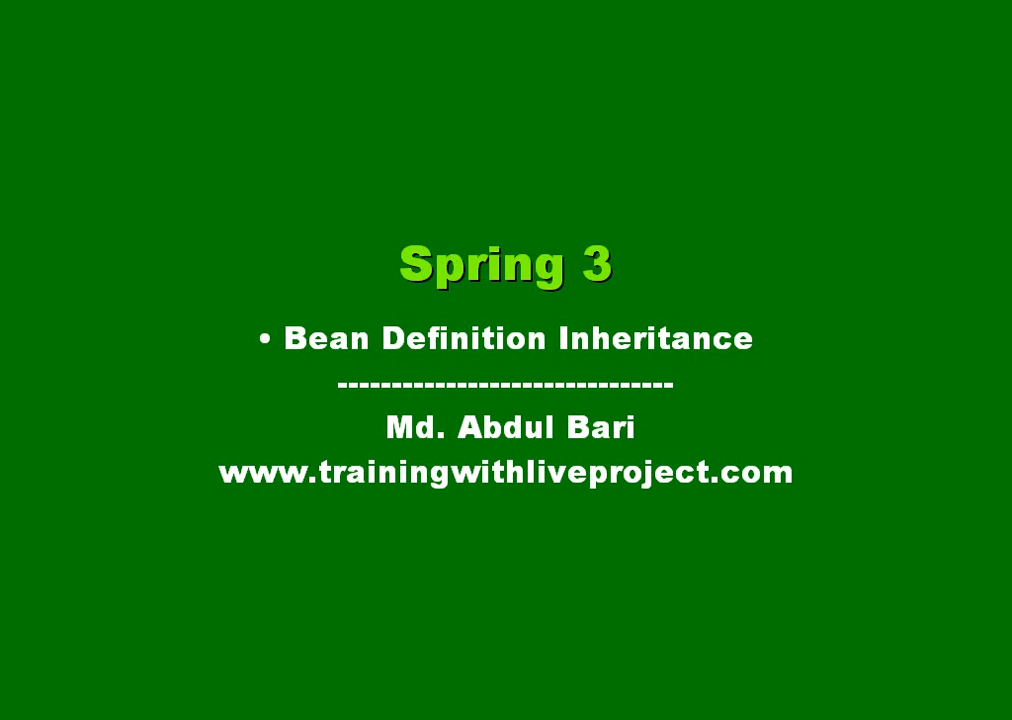 Spring 3
• Bean Definition Inheritance
-------------------------------
Md. Abdul Bari
www.trainingwithliveproject.com